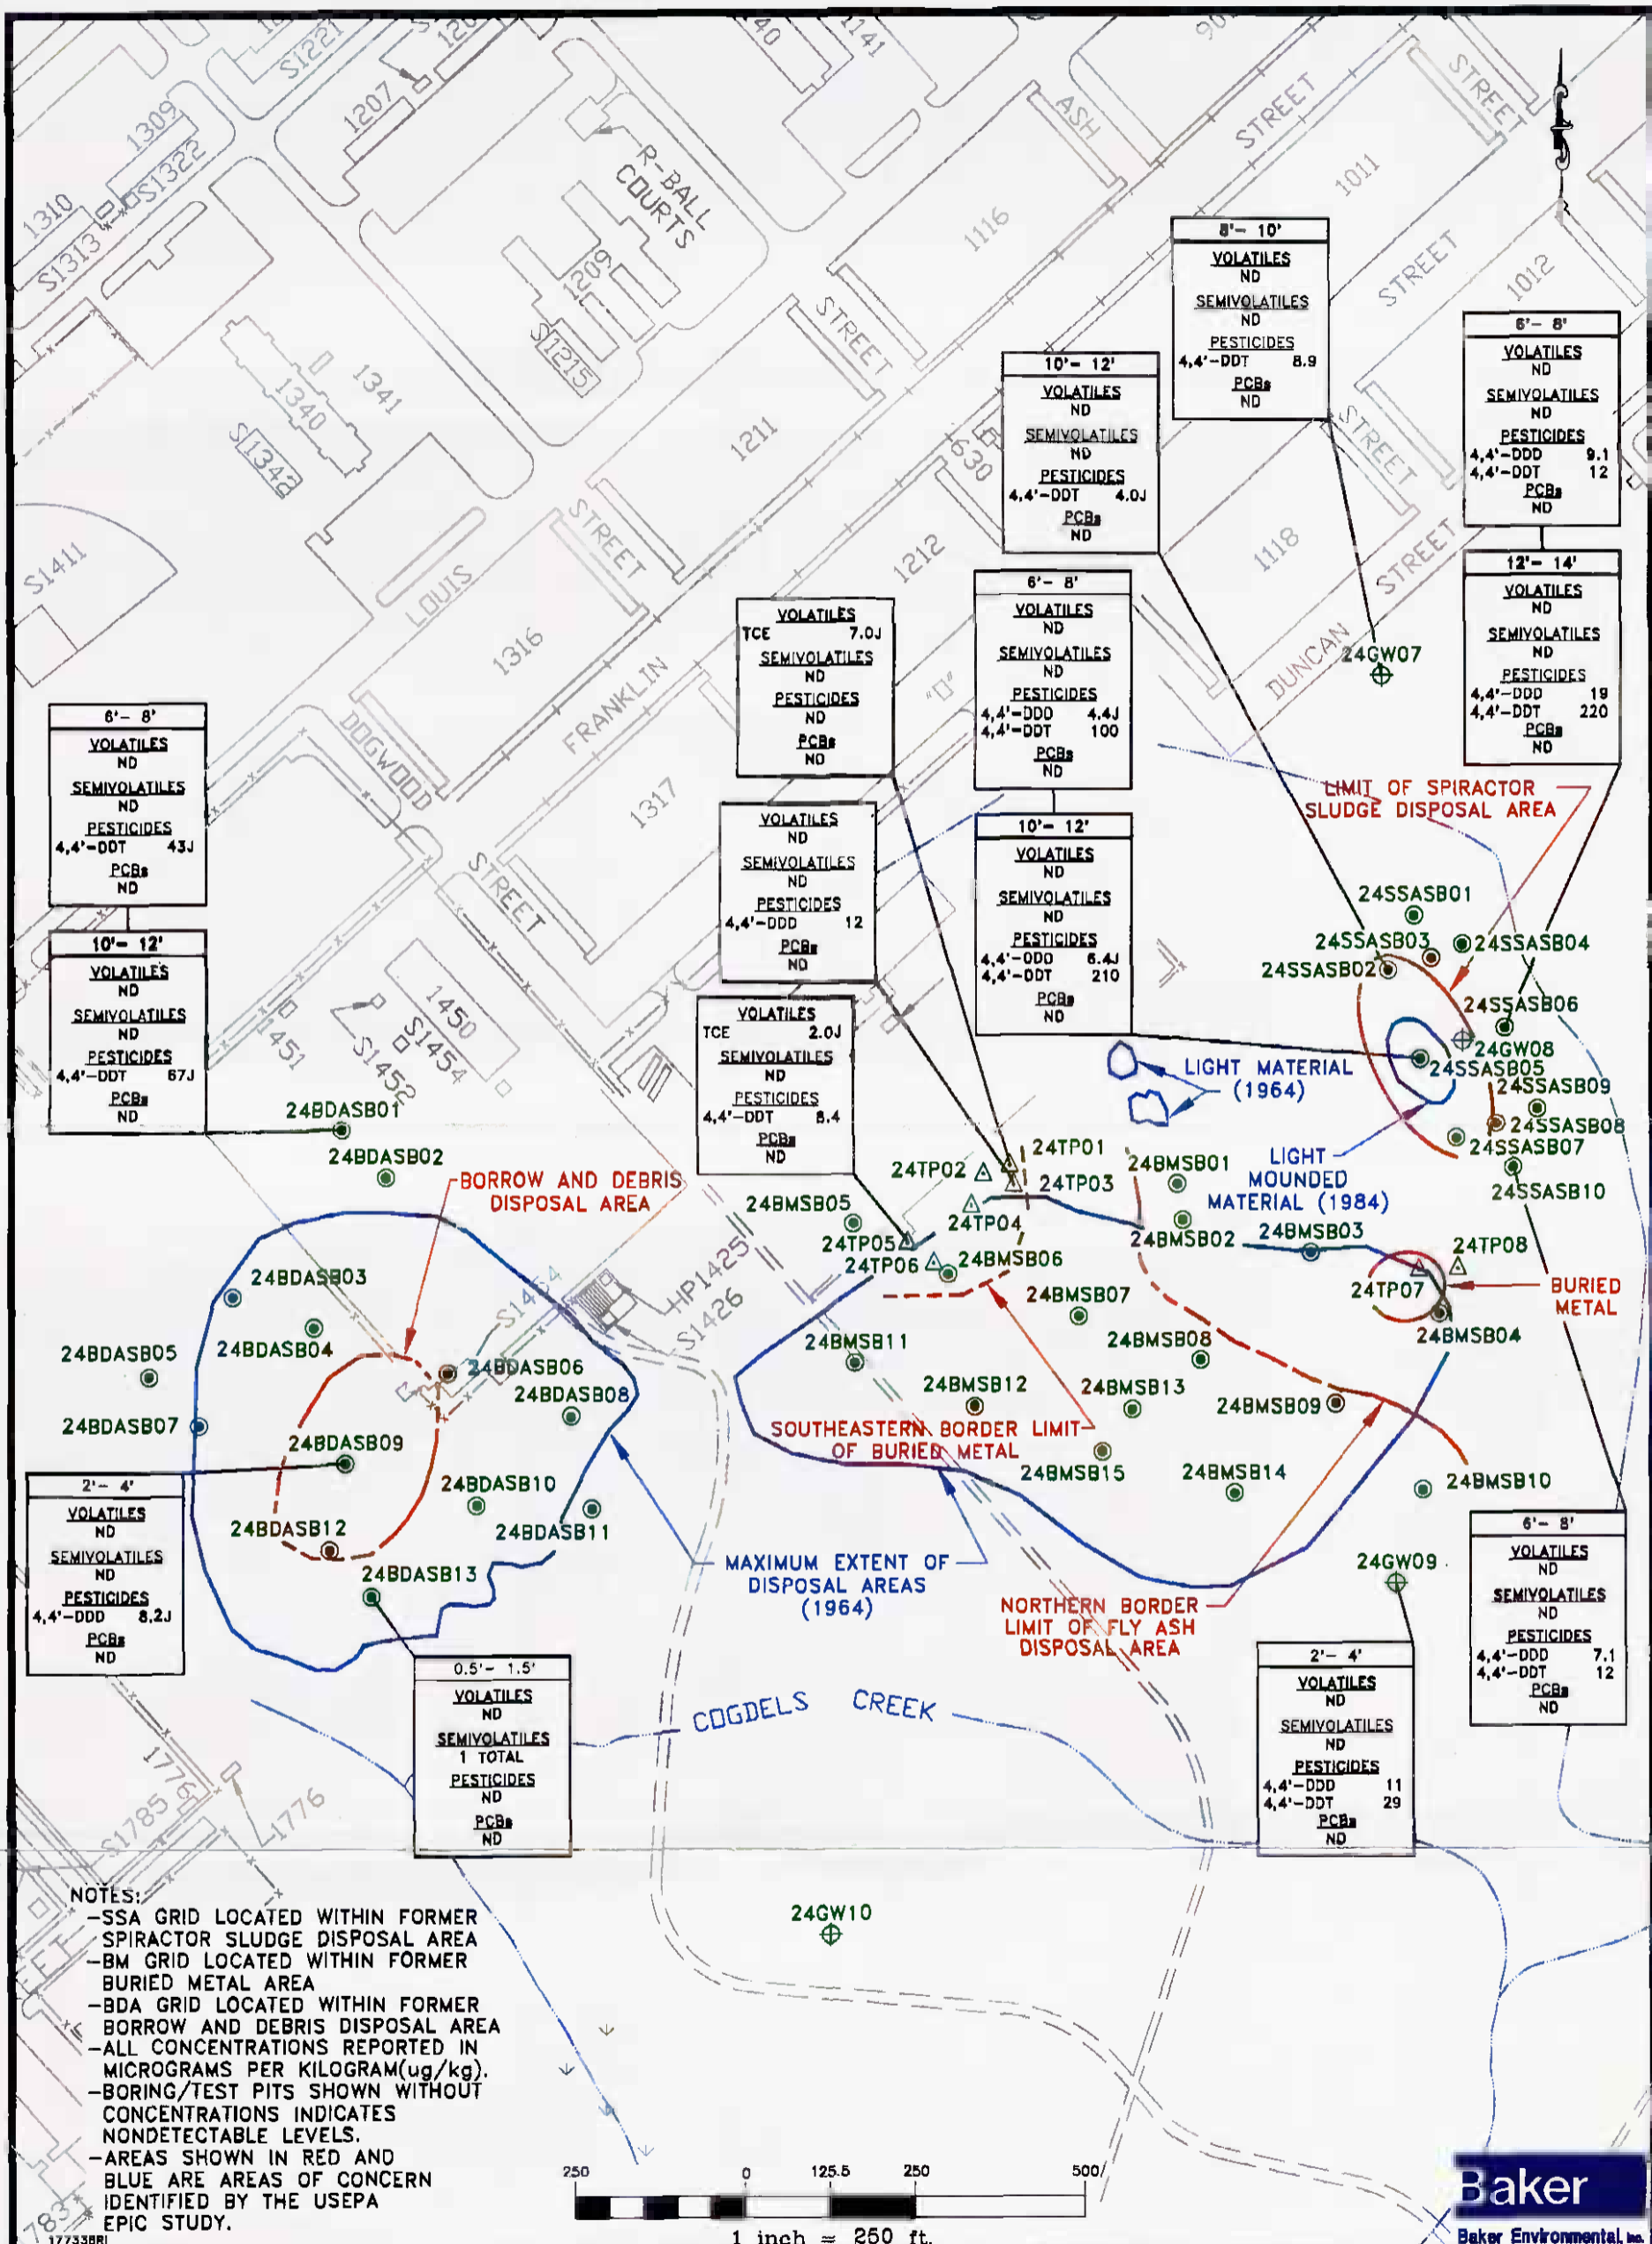 S1221
120
1207
1309
S1322
1310
S1313
R-BALL
COURTS
1209
S1215
1141
ASH
STREET
STREET
1011
1116
STREET
STREET
1012
STREET
1341
1340
S1342
1211
630
1212
1118
STREET
STREET
DUNCAN
S1411
STREET
LOUIS
1316
FRANKLIN
DOGWOOD
1317
STREET
"O"
1450
S1454
S1452
1451
S1464
HP1425
S1426
1776
S1785
1776
783
8'- 10'
VOLATILES
ND
SEMIVOLATILES
ND
PESTICIDES
4,4'-DDT 8.9
PCBs
ND
10'- 12'
VOLATILES
ND
SEMIVOLATILES
ND
PESTICIDES
4,4'-DDT 4.0J
PCBs
ND
6'- 8'
VOLATILES
ND
SEMIVOLATILES
ND
PESTICIDES
4,4'-DDD 9.1
4,4'-DDT 12
PCBs
ND
12'- 14'
VOLATILES
ND
SEMIVOLATILES
ND
PESTICIDES
4,4'-DDD 19
4,4'-DDT 220
PCBs
ND
VOLATILES
TCE 7.0J
SEMIVOLATILES
ND
PESTICIDES
ND
PCBs
ND
6'- 8'
VOLATILES
ND
SEMIVOLATILES
ND
PESTICIDES
4,4'-DDD 4.4J
4,4'-DDT 100
PCBs
ND
10'- 12'
VOLATILES
ND
SEMIVOLATILES
ND
PESTICIDES
4,4'-DDD 6.4J
4,4'-DDT 210
PCBs
ND
VOLATILES
ND
SEMIVOLATILES
ND
PESTICIDES
4,4'-DDD 12
PCBs
ND
VOLATILES
TCE 2.0J
SEMIVOLATILES
ND
PESTICIDES
4,4'-DDT 8.4
PCBs
ND
6'- 8'
VOLATILES
ND
SEMIVOLATILES
ND
PESTICIDES
4,4'-DDT 43J
PCBs
ND
10'- 12'
VOLATILES
ND
SEMIVOLATILES
ND
PESTICIDES
4,4'-DDT 67J
PCBs
ND
24GW07
LIMIT OF SPIRACTOR
SLUDGE DISPOSAL AREA
24SSASB01
24SSASB03
24SSASB04
24SSASB02
24SSASB06
24GW08
24SSASB05
24SSASB09
24SSASB08
24SSASB07
24SSASB10
LIGHT MATERIAL
(1964)
LIGHT
MOUNDED
MATERIAL (1984)
24BDASB01
24BDASB02
BORROW AND DEBRIS
DISPOSAL AREA
24BDASB03
24BDASB04
24BDASB05
24BDASB06
24BDASB08
24BDASB07
24BDASB09
24BDASB10
24BDASB11
24BDASB12
24BDASB13
24TP01
24TP02
24TP03
24TP04
24BMSB05
24TP05
24TP06
24BMSB06
24BMSB01
24BMSB02
24BMSB03
24TP08
24TP07
BURIED
METAL
24BMSB04
24BMSB07
24BMSB08
24BMSB11
24BMSB12
24BMSB13
24BMSB09
SOUTHEASTERN BORDER LIMIT
OF BURIED METAL
24BMSB15
24BMSB14
24BMSB10
MAXIMUM EXTENT OF
DISPOSAL AREAS
(1964)
NORTHERN BORDER
LIMIT OF FLY ASH
DISPOSAL AREA
24GW09
COGDELS CREEK
24GW10
2'- 4'
VOLATILES
ND
SEMIVOLATILES
ND
PESTICIDES
4,4'-DDD 8.2J
PCBs
ND
0.5'- 1.5'
VOLATILES
ND
SEMIVOLATILES
1 TOTAL
PESTICIDES
ND
PCBs
ND
2'- 4'
VOLATILES
ND
SEMIVOLATILES
ND
PESTICIDES
4,4'-DDD 11
4,4'-DDT 29
PCBs
ND
6'- 8'
VOLATILES
ND
SEMIVOLATILES
ND
PESTICIDES
4,4'-DDD 7.1
4,4'-DDT 12
PCBs
ND
NOTES:
-SSA GRID LOCATED WITHIN FORMER
SPIRACTOR SLUDGE DISPOSAL AREA
-BM GRID LOCATED WITHIN FORMER
BURIED METAL AREA
-BDA GRID LOCATED WITHIN FORMER
BORROW AND DEBRIS DISPOSAL AREA
-ALL CONCENTRATIONS REPORTED IN
MICROGRAMS PER KILOGRAM(ug/kg).
-BORING/TEST PITS SHOWN WITHOUT
CONCENTRATIONS INDICATES
NONDETECTABLE LEVELS.
-AREAS SHOWN IN RED AND
BLUE ARE AREAS OF CONCERN
IDENTIFIED BY THE USEPA
EPIC STUDY.
177338RI
250 0 125.5 250 500
1 inch = 250 ft.
Baker
Baker Environmental, Inc.